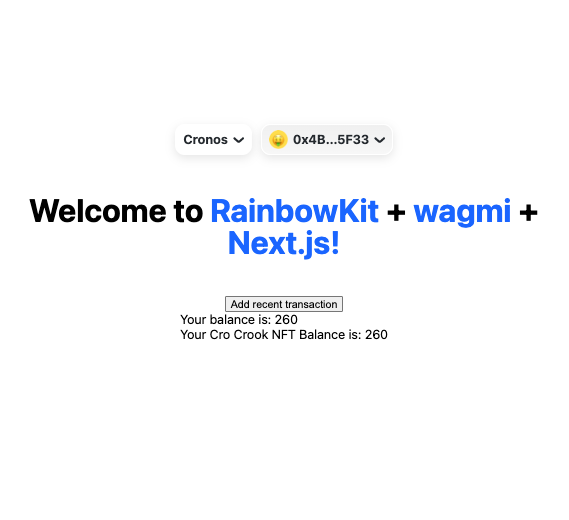 Cronos
0x4B...5F33
Welcome to RainbowKit + wagmi +
Next.js!
Add recent transaction
Your balance is: 260
Your Cro Crook NFT Balance is: 260